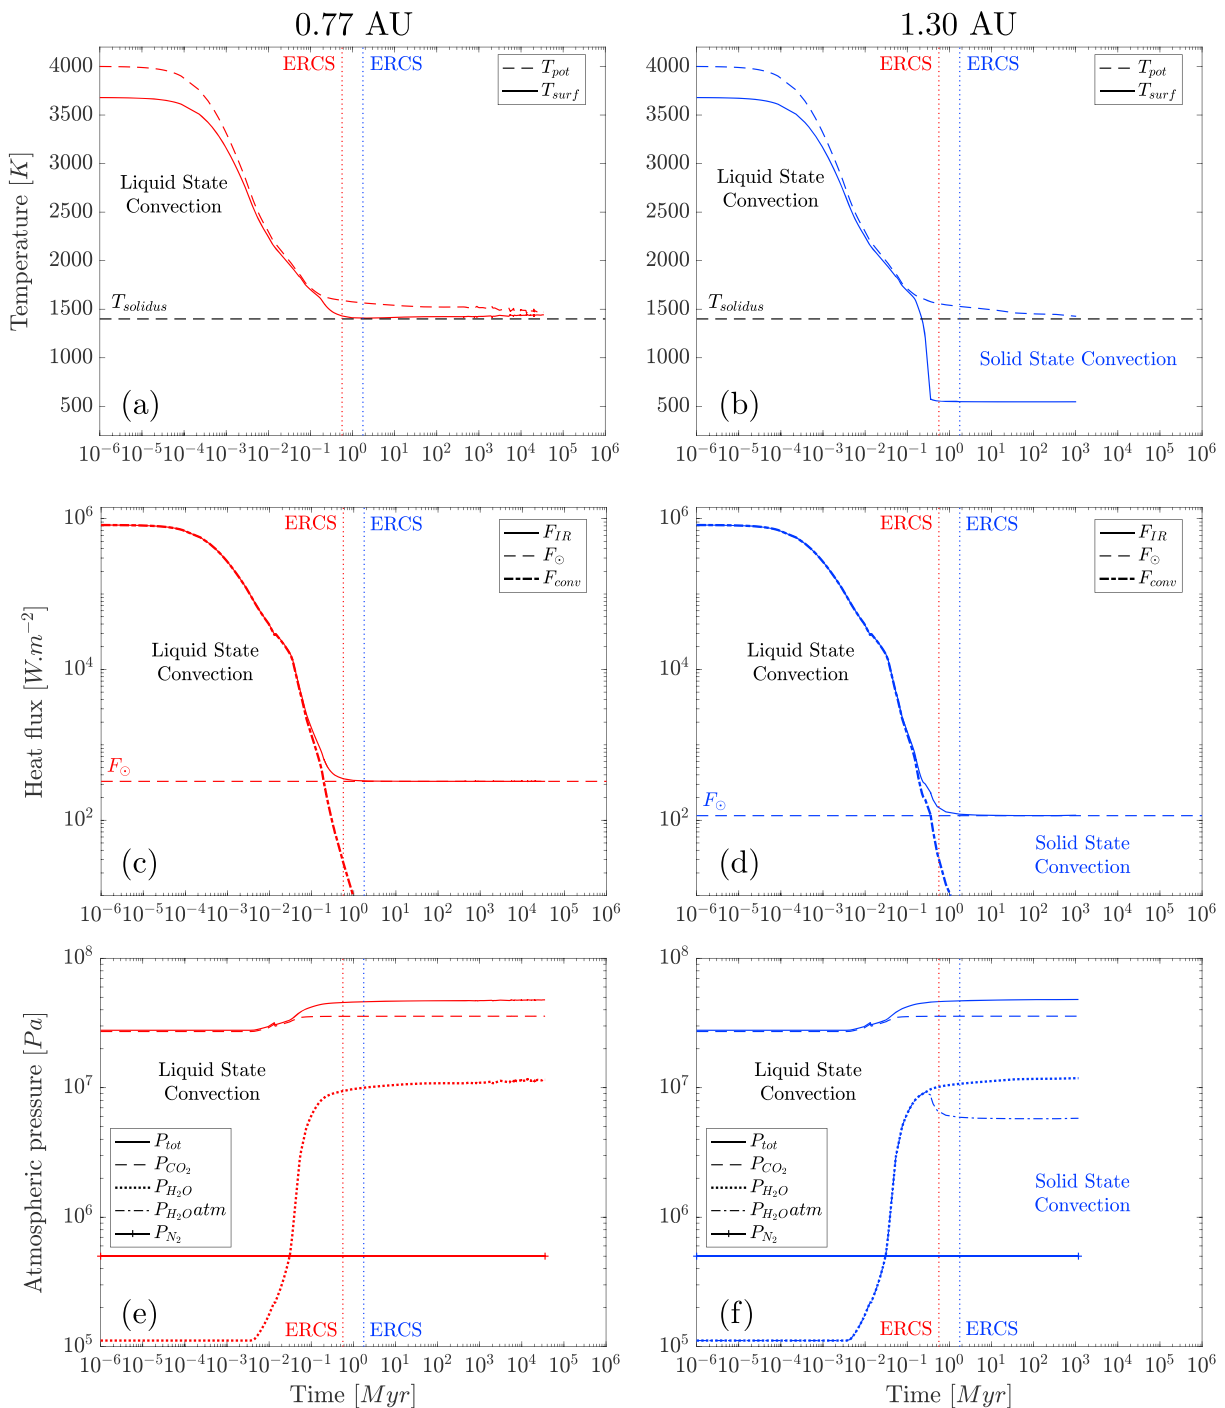 0.77 AU
1.30 AU
ERCS ERCS
T_pot
T_surf
4000
3500
3000
2500
2000
1500
1000
500
Temperature [K]
Liquid State
Convection
T_solidus
(a)
10^−6 10^−5 10^−4 10^−3 10^−2 10^−1 10^0 10^1 10^2 10^3 10^4 10^5 10^6
ERCS ERCS
T_pot
T_surf
4000
3500
3000
2500
2000
1500
1000
500
Liquid State
Convection
T_solidus
Solid State Convection
(b)
10^−6 10^−5 10^−4 10^−3 10^−2 10^−1 10^0 10^1 10^2 10^3 10^4 10^5 10^6
ERCS ERCS
F_IR
F_⊙
F_conv
10^6
10^4
10^2
Heat flux [W.m^−2]
Liquid State
Convection
F_⊙
(c)
10^−6 10^−5 10^−4 10^−3 10^−2 10^−1 10^0 10^1 10^2 10^3 10^4 10^5 10^6
ERCS ERCS
F_IR
F_⊙
F_conv
10^6
10^4
10^2
Liquid State
Convection
F_⊙
Solid State
Convection
(d)
10^−6 10^−5 10^−4 10^−3 10^−2 10^−1 10^0 10^1 10^2 10^3 10^4 10^5 10^6
10^8
10^7
10^6
10^5
Atmospheric pressure [Pa]
Liquid State
Convection
P_tot
P_CO_2
P_H_2O
P_H_2Oatm
P_N_2
(e)
ERCS ERCS
10^−6 10^−5 10^−4 10^−3 10^−2 10^−1 10^0 10^1 10^2 10^3 10^4 10^5 10^6
Time [Myr]
10^8
10^7
10^6
10^5
Liquid State
Convection
P_tot
P_CO_2
P_H_2O
P_H_2Oatm
P_N_2
Solid State
Convection
(f)
ERCS ERCS
10^−6 10^−5 10^−4 10^−3 10^−2 10^−1 10^0 10^1 10^2 10^3 10^4 10^5 10^6
Time [Myr]